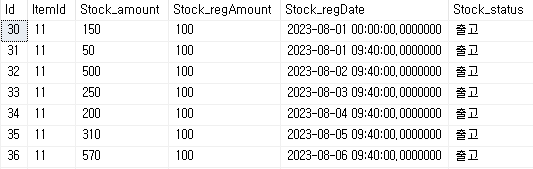 Id ItemId Stock_amount Stock_regAmount Stock_regDate Stock_status
30 11 150 100 2023-08-01 00:00:00,0000000 출고
31 11 50 100 2023-08-01 09:40:00,0000000 출고
32 11 500 100 2023-08-02 09:40:00,0000000 출고
33 11 250 100 2023-08-03 09:40:00,0000000 출고
34 11 200 100 2023-08-04 09:40:00,0000000 출고
35 11 310 100 2023-08-05 09:40:00,0000000 출고
36 11 570 100 2023-08-06 09:40:00,0000000 출고